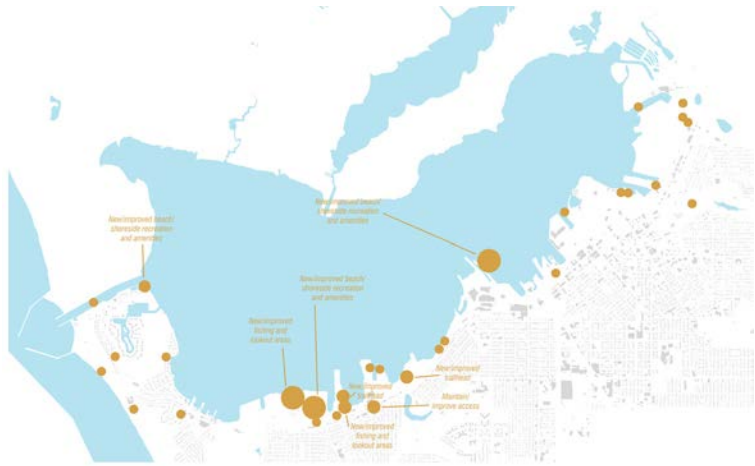 New/improved beach/
shoreside recreation
and amenities
New/improved beach/
shoreside recreation
and amenities
New/improved beach/
shoreside recreation
and amenities
New/improved
fishing and
lookout areas
New/improved
trailhead
New/improved
trailhead
Maintain/
improve access
New/improved
fishing and
lookout areas